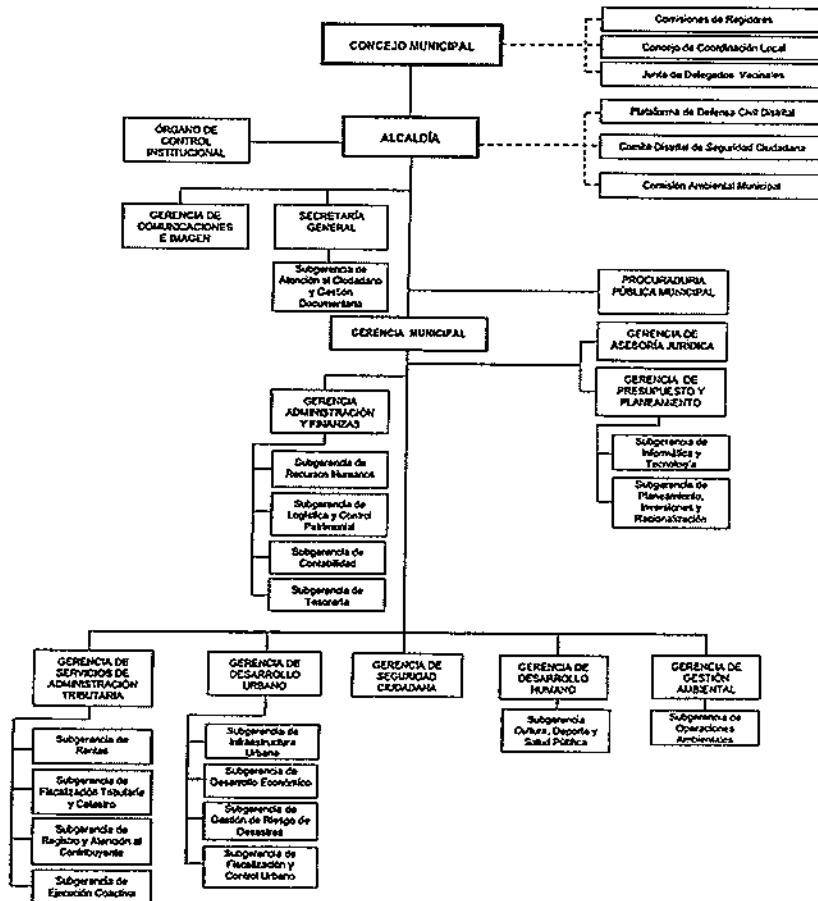 Comisiones de Regidores
CONCEJO MUNICIPAL
Concejo de Coordinación Local
Junta de Delegados Vecinales
Plataforma de Defensa Civil Distrital
ÓRGANO DE
CONTROL
INSTITUCIONAL
ALCALDÍA
Comité Distrital de Seguridad Ciudadana
Comisión Ambiental Municipal
GERENCIA DE
COMUNICACIONES
E IMAGEN
SECRETARÍA
GENERAL
Subgerencia de
Atención al Ciudadano
y Gestión
Documentaria
PROCURADURIA
PÚBLICA MUNICIPAL
GERENCIA MUNICIPAL
GERENCIA DE
ASESORÍA JURÍDICA
GERENCIA DE
PRESUPUESTO Y
PLANEAMIENTO
GERENCIA
ADMINISTRACIÓN
Y FINANZAS
Subgerencia de
Informática y
Tecnología
Subgerencia de
Planeamiento,
Inversiones y
Racionalización
Subgerencia de
Recursos Humanos
Subgerencia de
Logística y Control
Patrimonial
Subgerencia de
Contabilidad
Subgerencia de
Tesorería
GERENCIA DE
SERVICIOS DE
ADMINISTRACIÓN
TRIBUTARIA
GERENCIA DE
DESARROLLO
URBANO
GERENCIA DE
SEGURIDAD
CIUDADANA
GERENCIA DE
DESARROLLO
HUMANO
GERENCIA DE
GESTIÓN
AMBIENTAL
Subgerencia de
Rentas
Subgerencia de
Fiscalización Tributaria
y Catastro
Subgerencia de
Registro y Atención al
Contribuyente
Subgerencia de
Ejecución Coactiva
Subgerencia de
Infraestructura
Urbana
Subgerencia de
Desarrollo Económico
Subgerencia de
Gestión de Riesgo de
Desastres
Subgerencia de
Fiscalización y
Control Urbano
Subgerencia
Cultura, Deporte y
Salud Pública
Subgerencia de
Operaciones
Ambientales